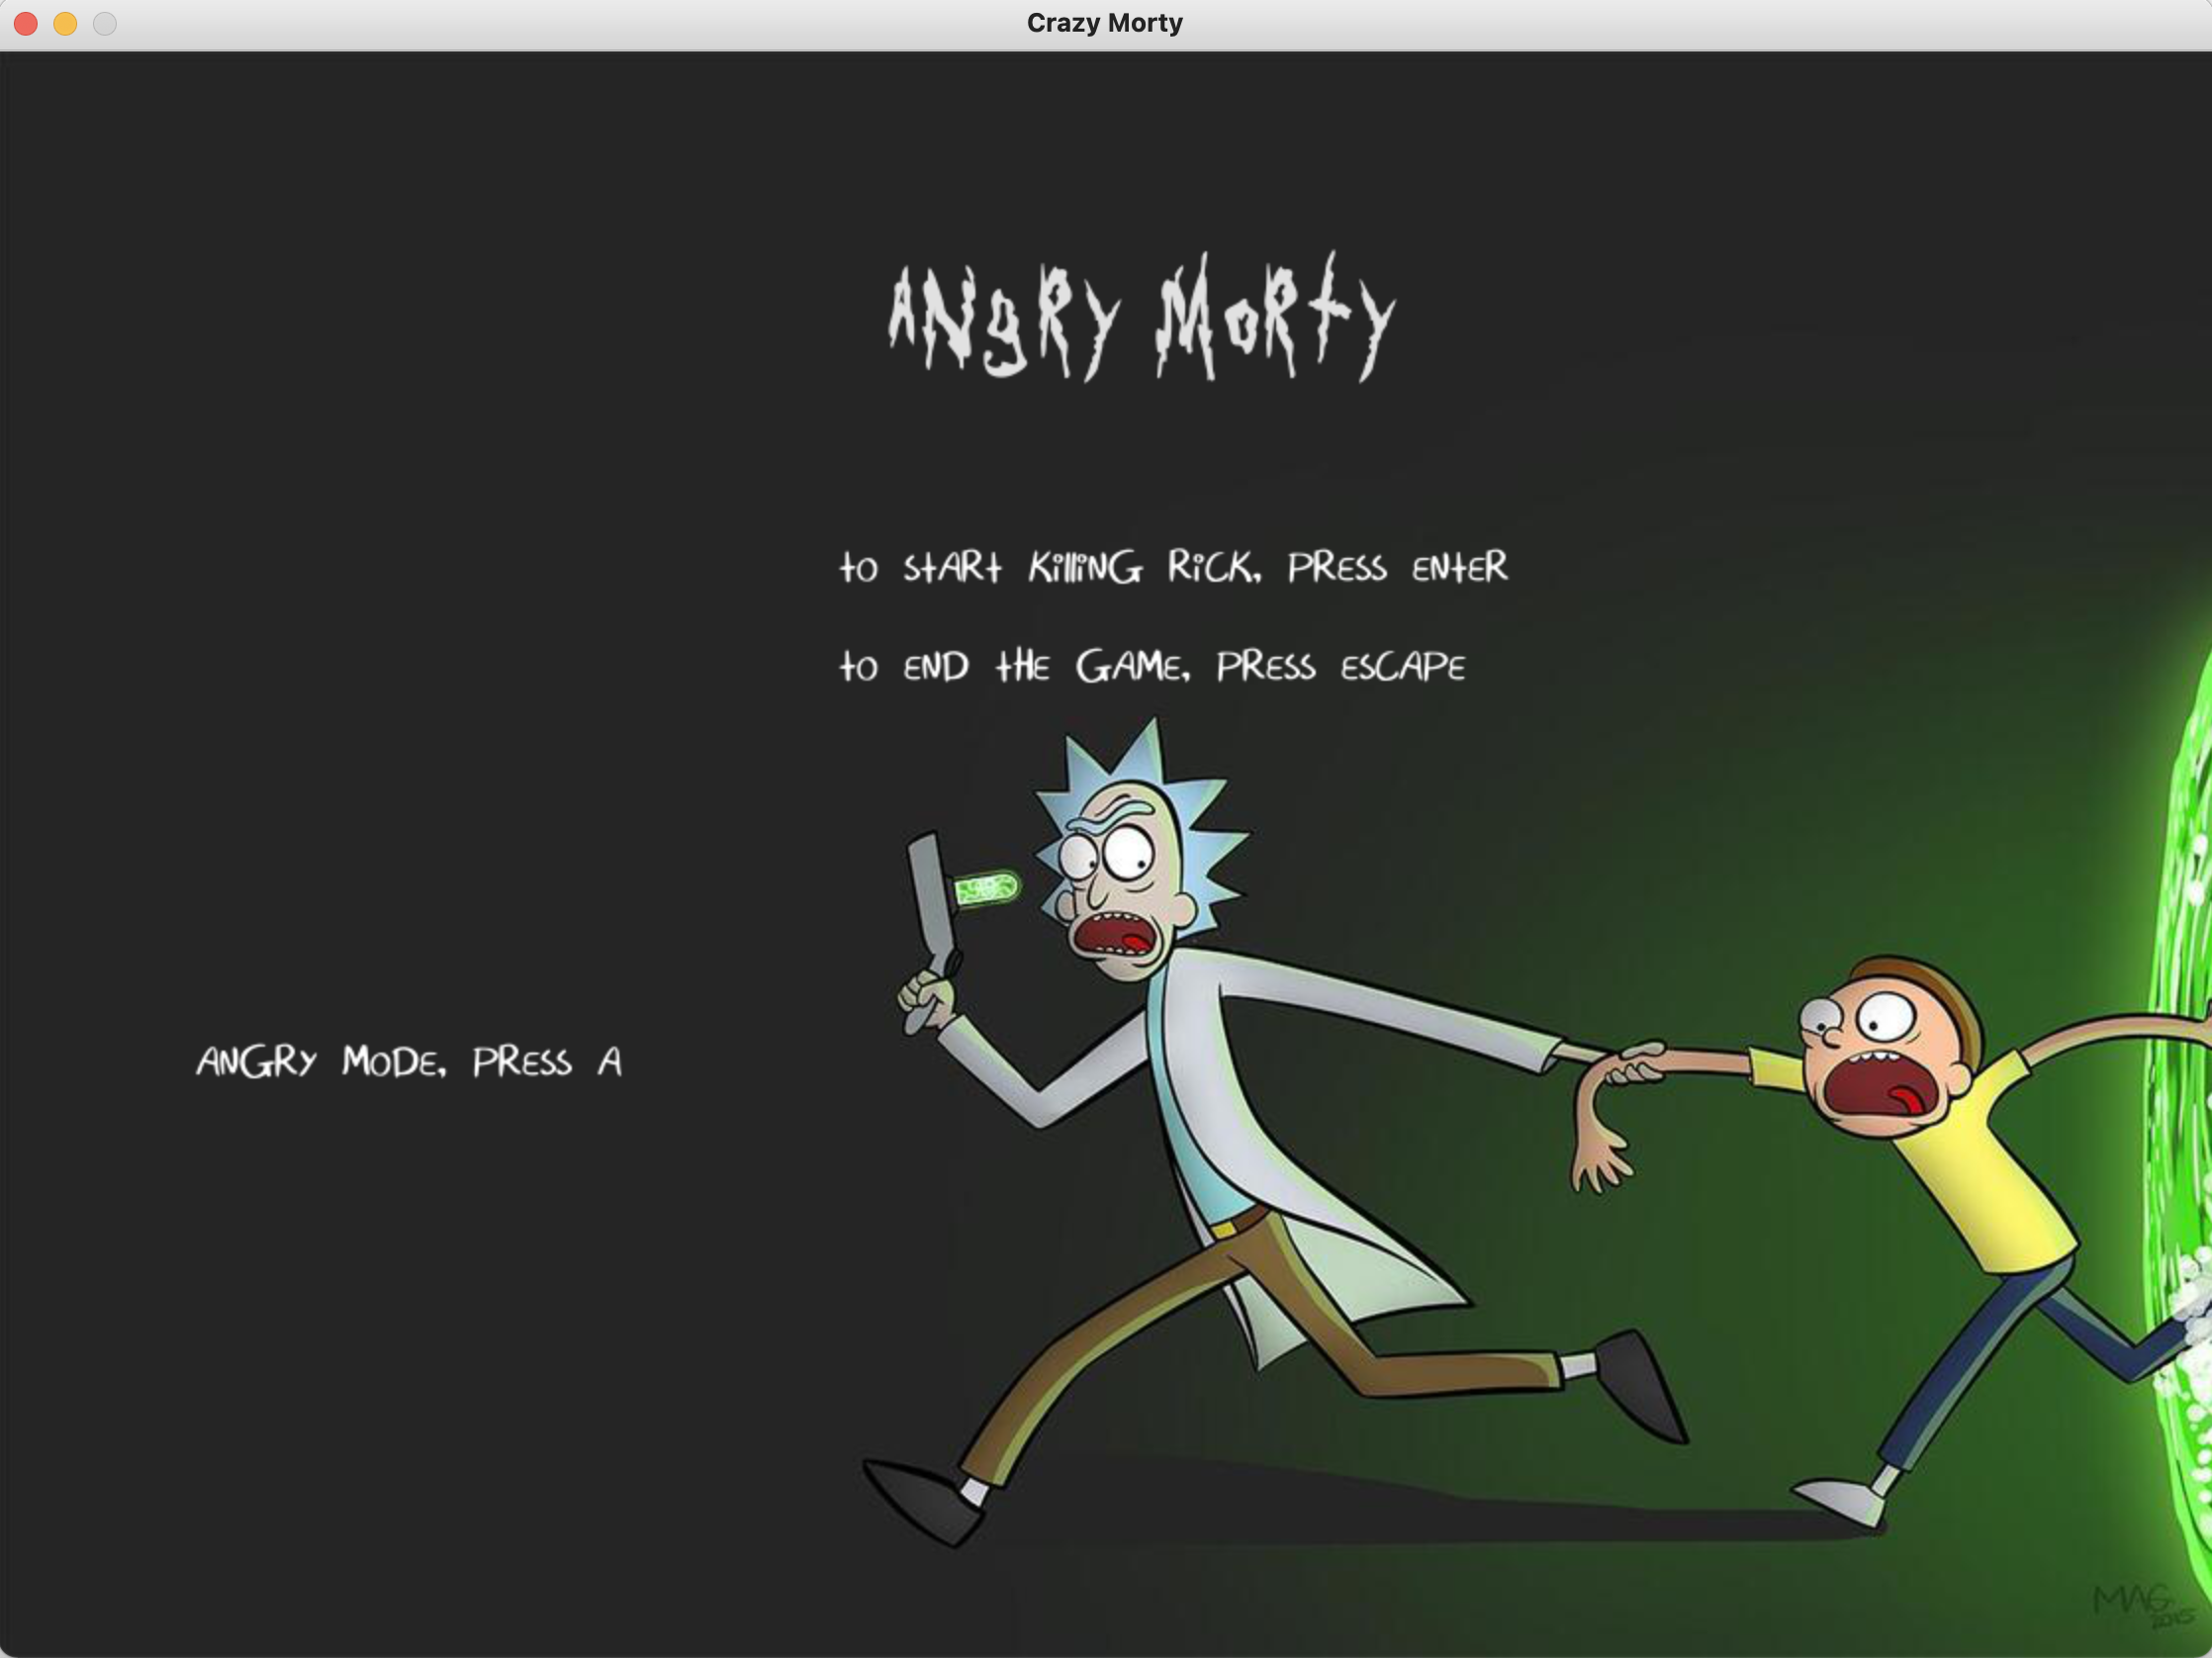 Crazy Morty
ANgRy MoRty
to StARt KilliNG RiCK, PRESS ENtER
to END tHE GAME, PRESS ESCAPE
ANGRy MoDE, PRESS A
MAG
2015